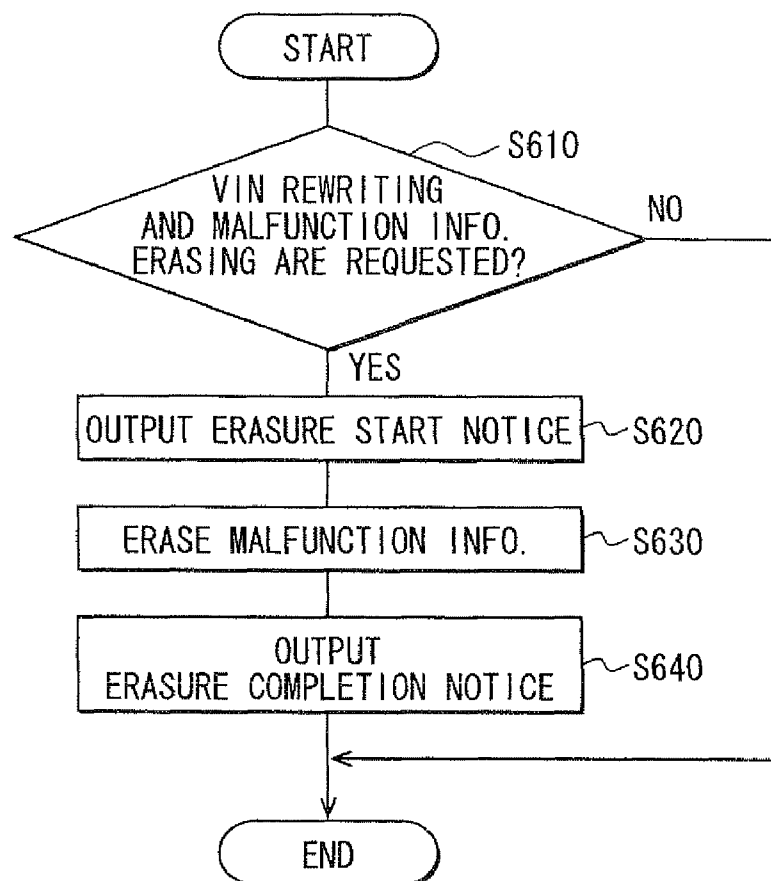 START
S610
VIN REWRITING
AND MALFUNCTION INFO.
ERASING ARE REQUESTED?
NO
YES
OUTPUT ERASURE START NOTICE
S620
ERASE MALFUNCTION INFO.
S630
OUTPUT
ERASURE COMPLETION NOTICE
S640
END